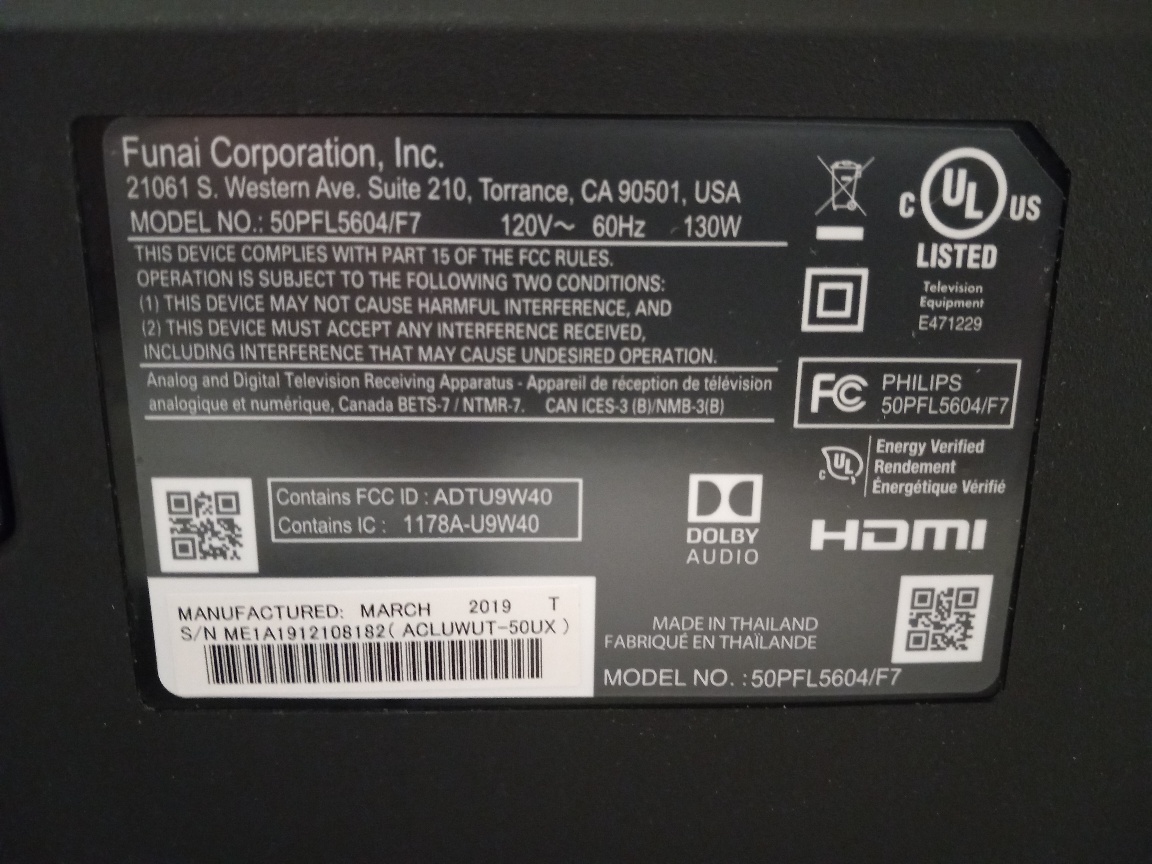 Funai Corporation, Inc.
21061 S. Western Ave. Suite 210, Torrance, CA 90501, USA
MODEL NO.: 50PFL5604/F7 120V~ 60Hz 130W
THIS DEVICE COMPLIES WITH PART 15 OF THE FCC RULES.
OPERATION IS SUBJECT TO THE FOLLOWING TWO CONDITIONS:
(1) THIS DEVICE MAY NOT CAUSE HARMFUL INTERFERENCE, AND
(2) THIS DEVICE MUST ACCEPT ANY INTERFERENCE RECEIVED,
INCLUDING INTERFERENCE THAT MAY CAUSE UNDESIRED OPERATION.
Analog and Digital Television Receiving Apparatus - Appareil de réception de télévision
analogique et numérique, Canada BETS-7 / NTMR-7. CAN ICES-3 (B)/NMB-3(B)
C UL US
LISTED
Television
Equipment
E471229
FC PHILIPS
50PFL5604/F7
c UL Energy Verified
Rendement
Énergétique Vérifié
Contains FCC ID : ADTU9W40
Contains IC : 1178A-U9W40
DOLBY
AUDIO
HDMI
MANUFACTURED: MARCH 2019 T
S/N ME1A1912108182( ACLUWUT-50UX )
MADE IN THAILAND
FABRIQUÉ EN THAÏLANDE
MODEL NO. : 50PFL5604/F7